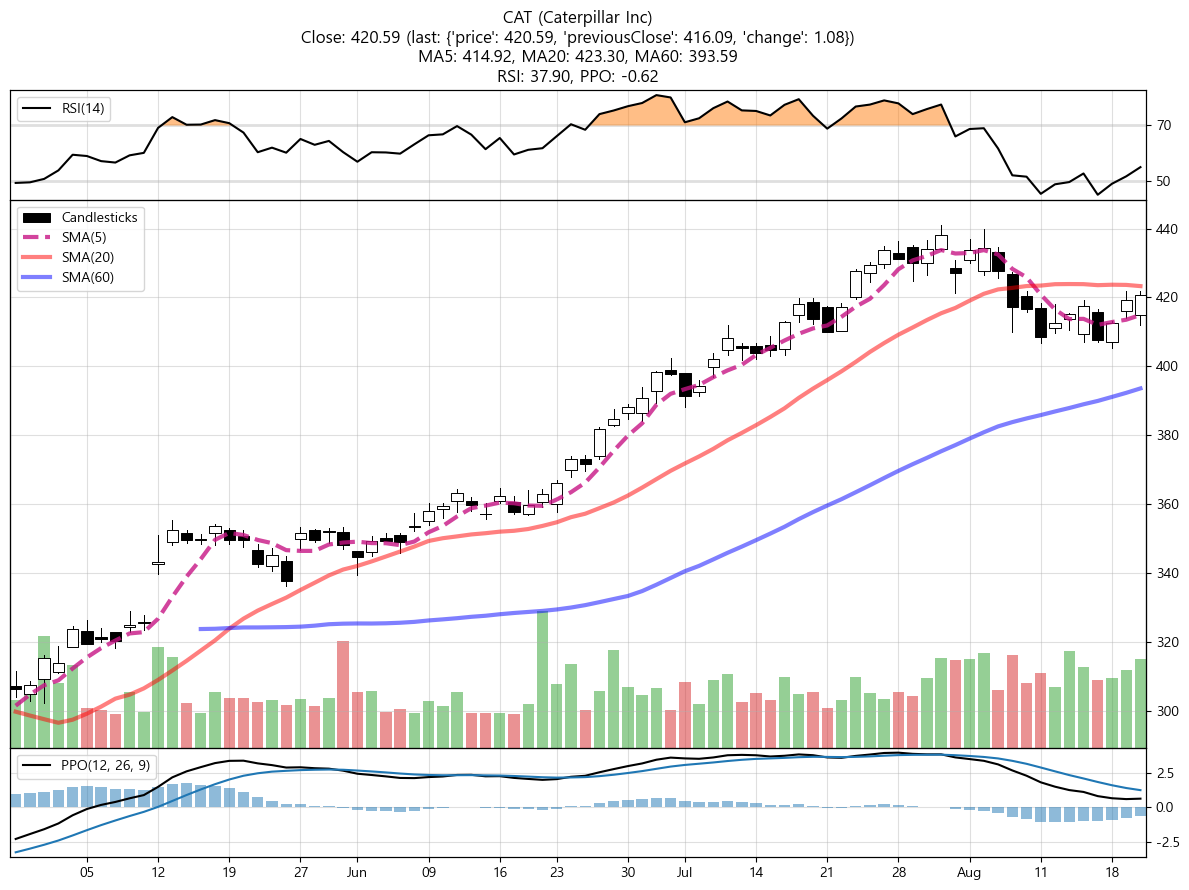 CAT (Caterpillar Inc)
Close: 420.59 (last: {'price': 420.59, 'previousClose': 416.09, 'change': 1.08})
MA5: 414.92, MA20: 423.30, MA60: 393.59
RSI: 37.90, PPO: -0.62
RSI(14)
70
50
Candlesticks
SMA(5)
SMA(20)
SMA(60)
440
420
400
380
360
340
320
300
PPO(12, 26, 9)
2.5
0.0
-2.5
05 12 19 27 Jun 09 16 23 30 Jul 14 21 28 Aug 11 18